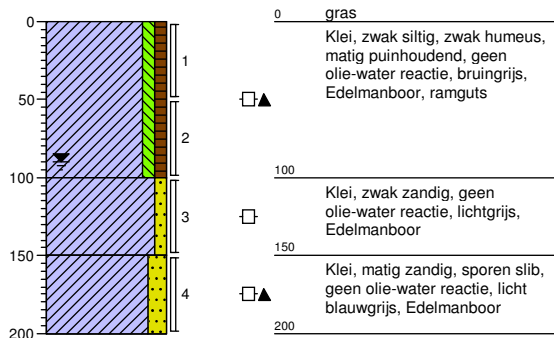 0
50
100
150
200
1
2
3
4
0 gras
Klei, zwak siltig, zwak humeus,
matig puinhoudend, geen
olie-water reactie, bruingrijs,
Edelmanboor, ramguts
100
Klei, zwak zandig, geen
olie-water reactie, lichtgrijs,
Edelmanboor
150
Klei, matig zandig, sporen slib,
geen olie-water reactie, licht
blauwgrijs, Edelmanboor
200